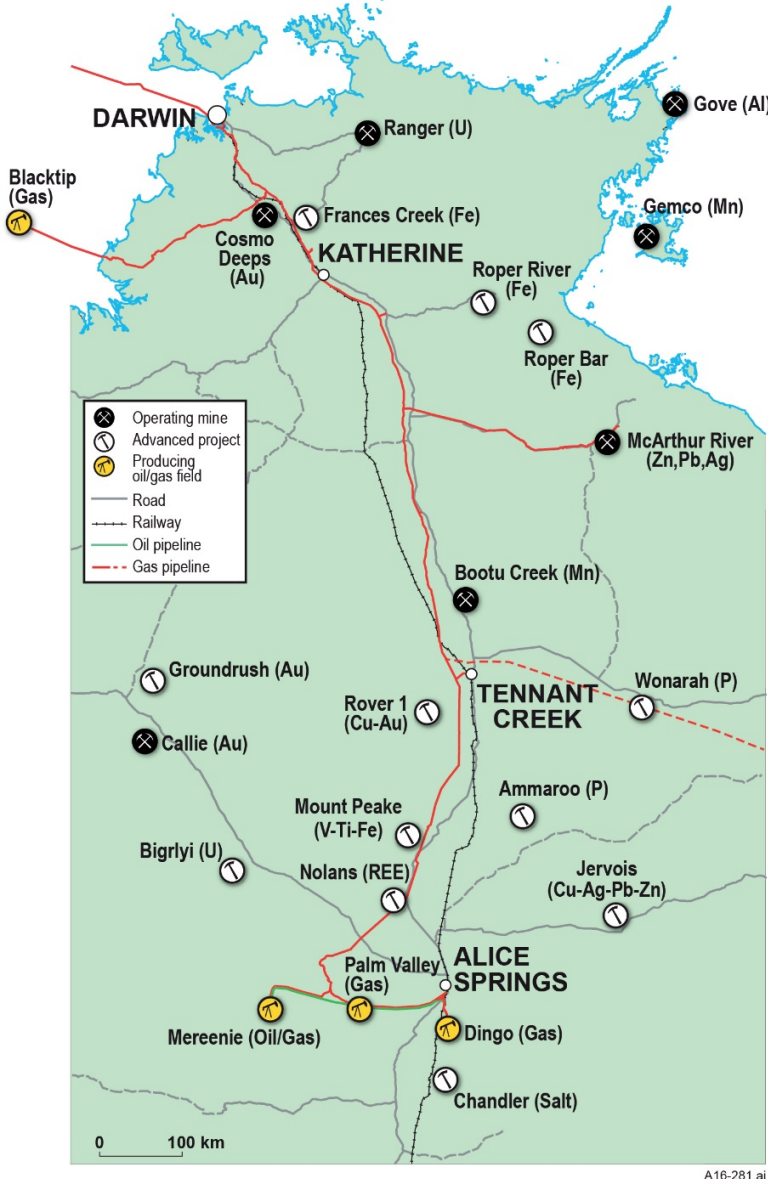 DARWIN
Ranger (U)
Gove (Al)
Blacktip
(Gas)
Cosmo
Deeps
(Au)
Frances Creek (Fe)
Gemco (Mn)
KATHERINE
Roper River
(Fe)
Roper Bar
(Fe)
Operating mine
Advanced project
Producing
oil/gas field
Road
Railway
Oil pipeline
Gas pipeline
McArthur River
(Zn,Pb,Ag)
Bootu Creek (Mn)
Groundrush (Au)
Wonarah (P)
Rover 1
(Cu-Au)
TENNANT
CREEK
Callie (Au)
Ammaroo (P)
Mount Peake
(V-Ti-Fe)
Bigrlyi (U)
Nolans (REE)
Jervois
(Cu-Ag-Pb-Zn)
Palm Valley
(Gas)
ALICE
SPRINGS
Mereenie (Oil/Gas)
Dingo (Gas)
Chandler (Salt)
0 100 km
A16-281.ai